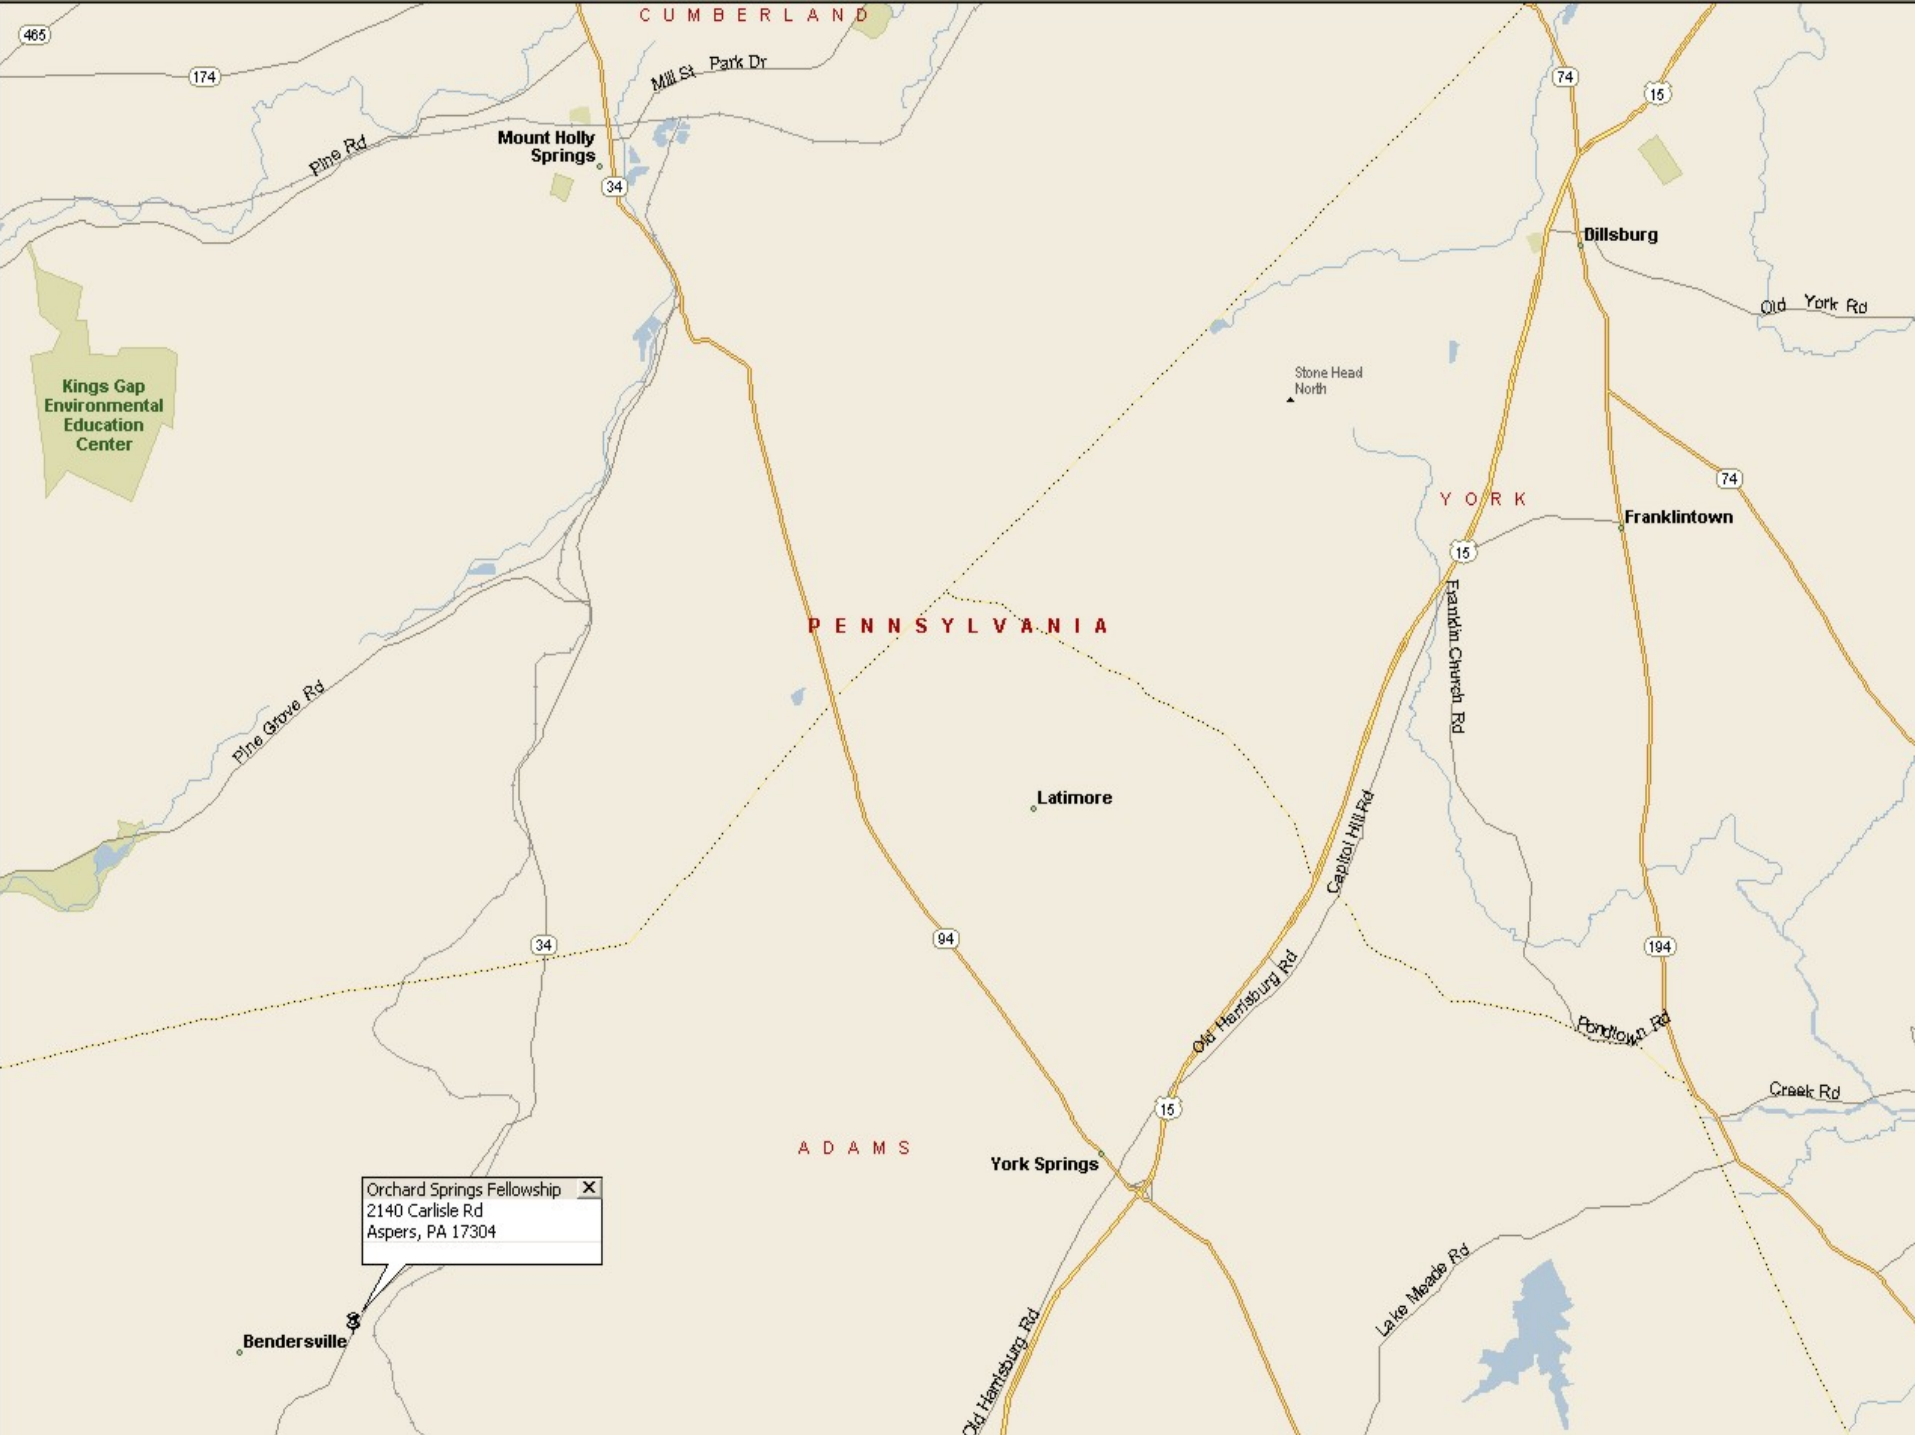 CUMBERLAND
465
174
Mill St
Park Dr
74
15
Pine Rd
Mount Holly
Springs
34
Dillsburg
Old York Rd
Kings Gap
Environmental
Education
Center
Stone Head
North
YORK
74
Franklintown
15
Franklin Church Rd
PENNSYLVANIA
Pine Grove Rd
Latimore
Capitol Hill Rd
94
34
194
Old Harrisburg Rd
Pondtown Rd
Creek Rd
15
ADAMS
York Springs
Orchard Springs Fellowship
2140 Carlisle Rd
Aspers, PA 17304
Lake Meade Rd
Bendersville
Old Harrisburg Rd